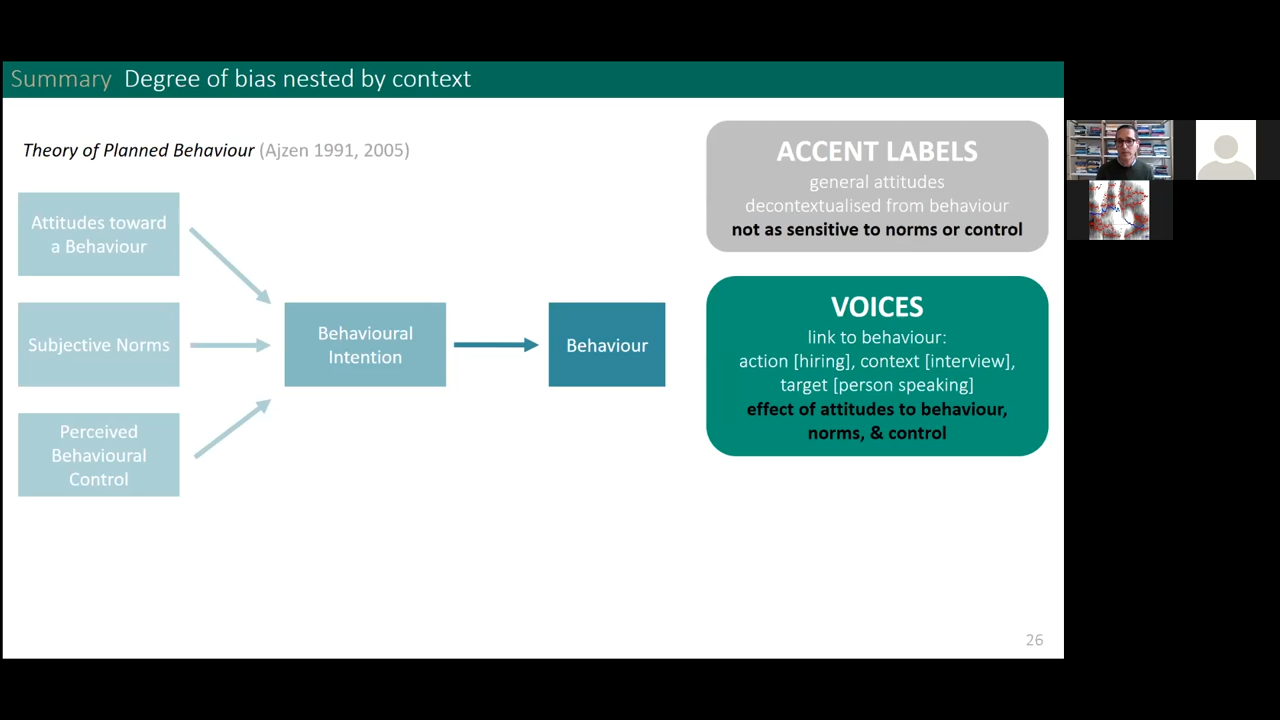 Summary Degree of bias nested by context
Theory of Planned Behaviour (Ajzen 1991, 2005)
Attitudes toward
a Behaviour
Subjective Norms
Perceived
Behavioural
Control
Behavioural
Intention
Behaviour
ACCENT LABELS
general attitudes
decontextualised from behaviour
not as sensitive to norms or control
VOICES
link to behaviour:
action [hiring], context [interview],
target [person speaking]
effect of attitudes to behaviour,
norms, & control
26